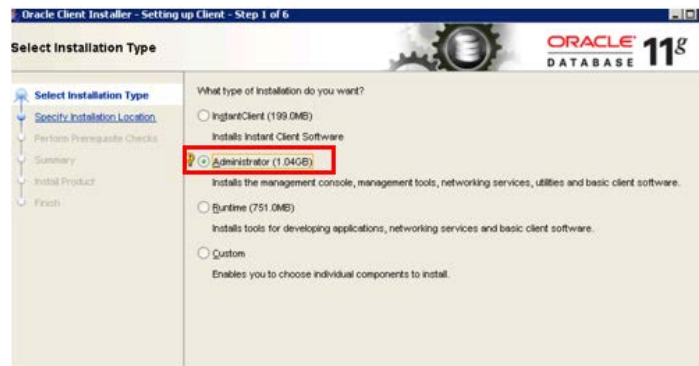 Oracle Client Installer - Setting up Client - Step 1 of 6
Select Installation Type
ORACLE
DATABASE 11g
Select Installation Type
Specify Installation Location
Perform Prerequisite Checks
Summary
Install Product
Finish
What type of installation do you want?
InstantClient (199.0MB)
Installs Instant Client Software
Administrator (1.04GB)
Installs the management console, management tools, networking services, utilities and basic client software.
Runtime (751.0MB)
Installs tools for developing applications, networking services and basic client software.
Custom
Enables you to choose individual components to install.